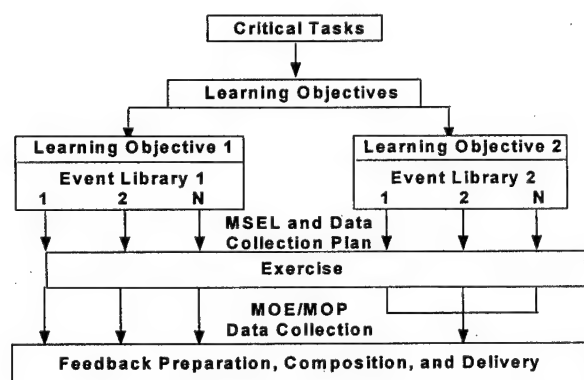 Critical Tasks
Learning Objectives
Learning Objective 1
Event Library 1
1 2 N
Learning Objective 2
Event Library 2
1 2 N
MSEL and Data
Collection Plan
Exercise
MOE/MOP
Data Collection
Feedback Preparation, Composition, and Delivery